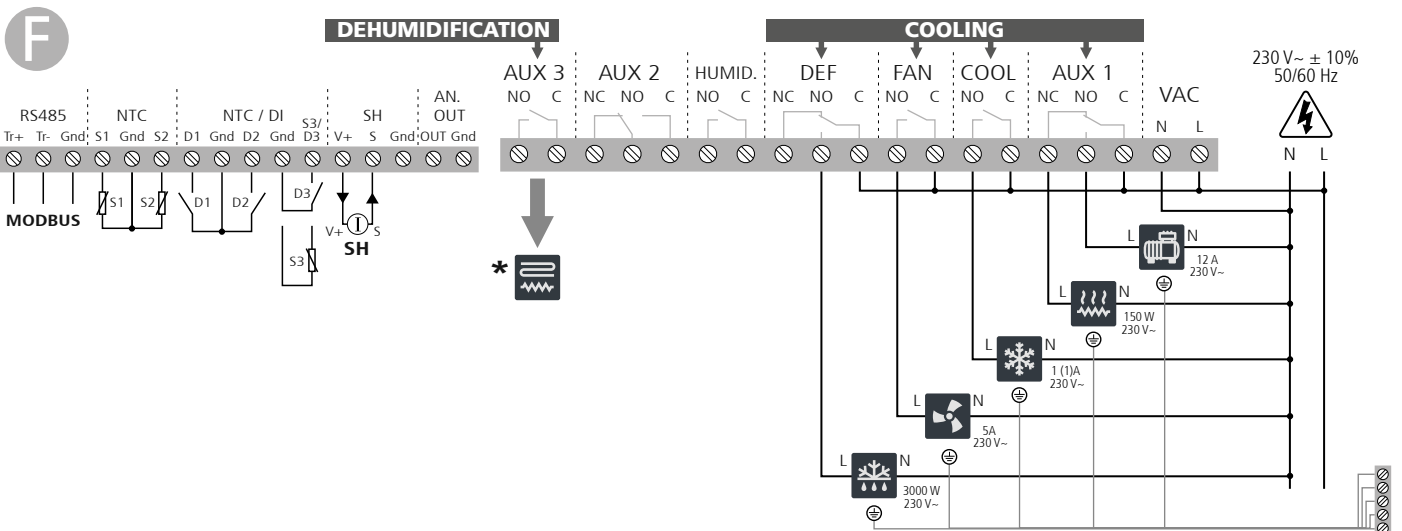 F
DEHUMIDIFICATION
COOLING
AUX 3 AUX 2 HUMID. DEF FAN COOL AUX 1 VAC
230 V~ ± 10%
50/60 Hz
NO C NC NO C NO C NC NO C NO C NO C NC NO C N L
RS485 NTC NTC / DI SH AN. OUT
Tr+ Tr- Gnd S1 Gnd S2 D1 Gnd D2 Gnd S3/D3 V+ S Gnd OUT Gnd
N L
MODBUS
S1 S2 D1 D2 D3
V+ S
SH
S3
*
L N
12 A
230 V~
L N
150 W
230 V~
L N
1 (1)A
230 V~
L N
5A
230 V~
L N
3000 W
230 V~